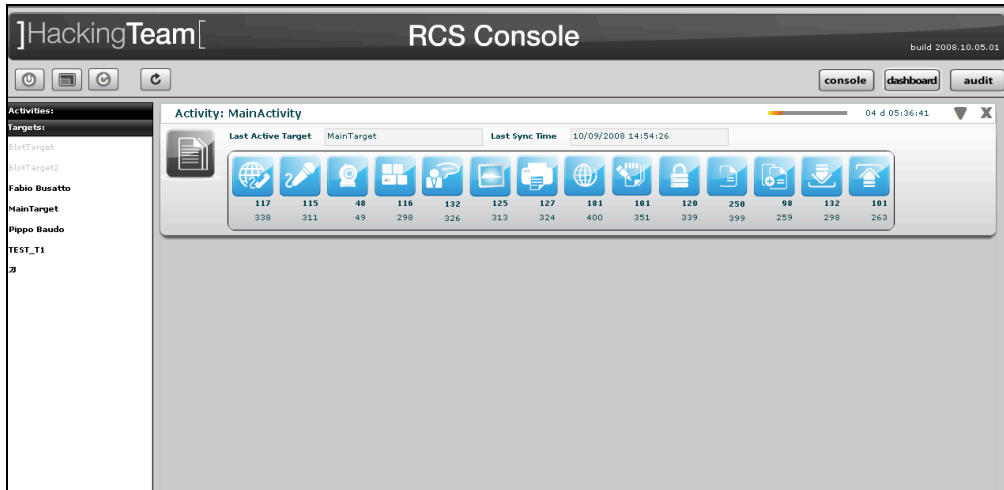 ]HackingTeam[
RCS Console
build 2008.10.05.01
console dashboard audit
Activities:
Targets:
BlotTarget
BlotTarget2
Fabio Busatto
MainTarget
Pippo Baudo
TEST_T1
Activity: MainActivity
04 d 05:36:41
X
Last Active Target MainTarget Last Sync Time 10/09/2008 14:54:26
117 115 48 116 132 125 127 181 101 120 250 98 132 101
338 311 49 298 326 313 324 400 351 339 399 259 298 263